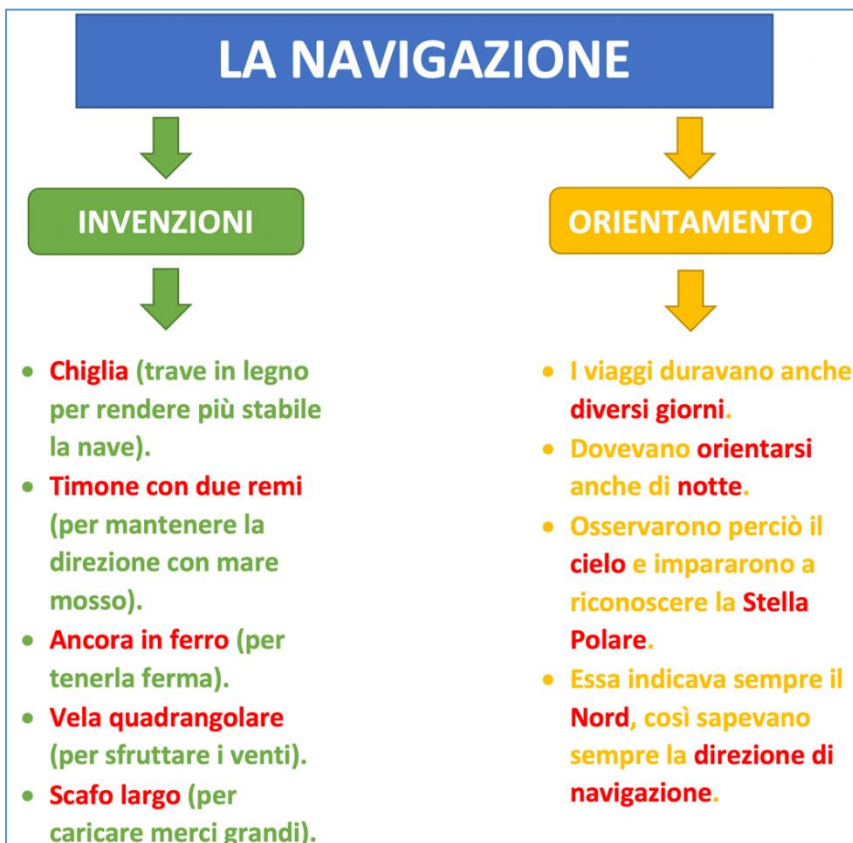 LA NAVIGAZIONE
INVENZIONI
• Chiglia (trave in legno
per rendere più stabile
la nave).
• Timone con due remi
(per mantenere la
direzione con mare
mosso).
• Ancora in ferro (per
tenerla ferma).
• Vela quadrangolare
(per sfruttare i venti).
• Scafo largo (per
caricare merci grandi).
ORIENTAMENTO
• I viaggi duravano anche
diversi giorni.
• Dovevano orientarsi
anche di notte.
• Osservarono perciò il
cielo e impararono a
riconoscere la Stella
Polare.
• Essa indicava sempre il
Nord, così sapevano
sempre la direzione di
navigazione.